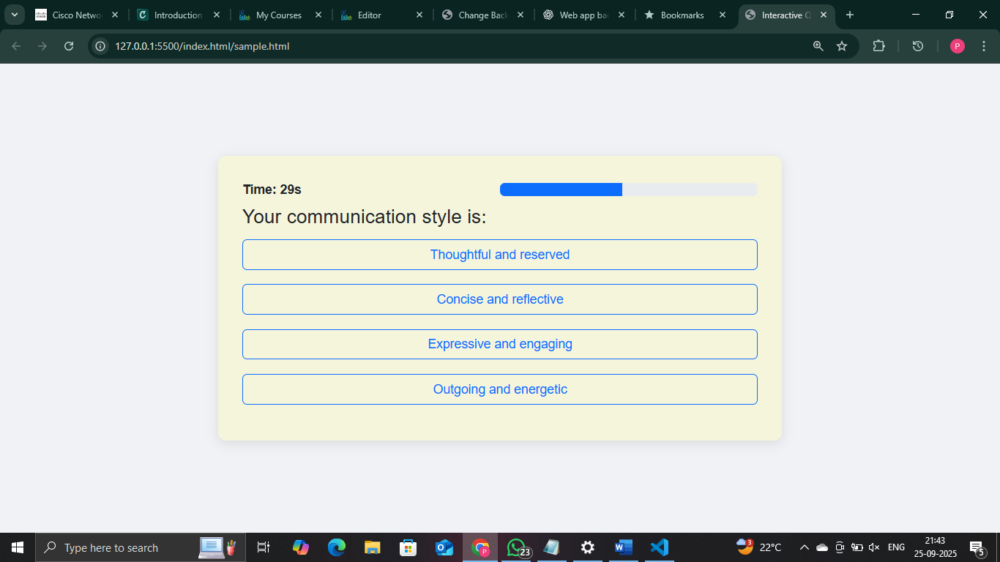 Cisco Netwo
Introduction
My Courses
Editor
Change Bac
Web app ba
Bookmarks
Interactive Q
127.0.0.1:5500/index.html/sample.html
P
Time: 29s
Your communication style is:
Thoughtful and reserved
Concise and reflective
Expressive and engaging
Outgoing and energetic
Type here to search
23
3
22°C
ENG
21:43
25-09-2025
5